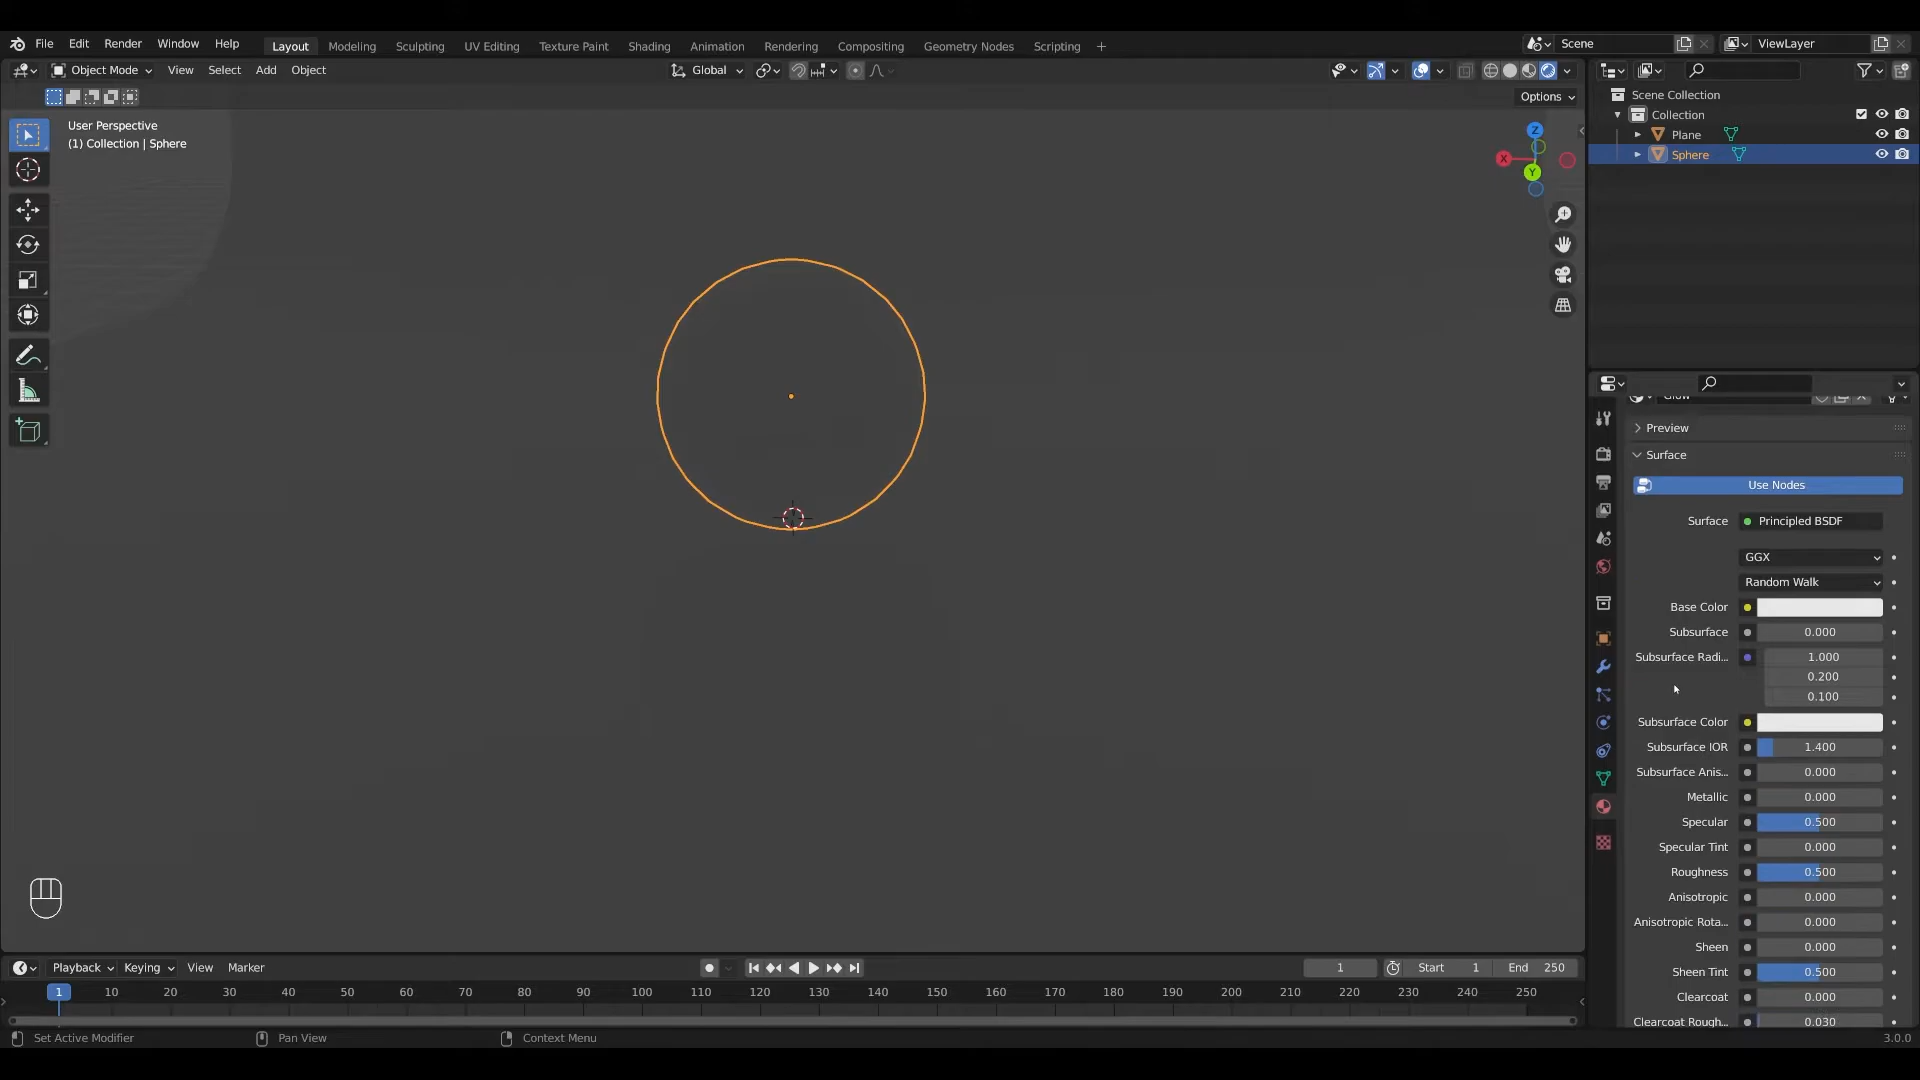 File Edit Render Window Help Layout Modeling Sculpting UV Editing Texture Paint Shading Animation Rendering Compositing Geometry Nodes Scripting + Scene ViewLayer
Object Mode View Select Add Object Global
Options
User Perspective
(1) Collection | Sphere
Z
X
Y
Scene Collection
Collection
Plane
Sphere
Preview
Surface
Use Nodes
Surface Principled BSDF
GGX
Random Walk
Base Color
Subsurface 0.000
Subsurface Radi... 1.000
0.200
0.100
Subsurface Color
Subsurface IOR 1.400
Subsurface Anis... 0.000
Metallic 0.000
Specular 0.500
Specular Tint 0.000
Roughness 0.500
Anisotropic 0.000
Anisotropic Rota... 0.000
Sheen 0.000
Sheen Tint 0.500
Clearcoat 0.000
Clearcoat Rough... 0.030
Playback Keying View Marker 1 Start 1 End 250
1 10 20 30 40 50 60 70 80 90 100 110 120 130 140 150 160 170 180 190 200 210 220 230 240 250
Set Active Modifier Pan View Context Menu 3.0.0